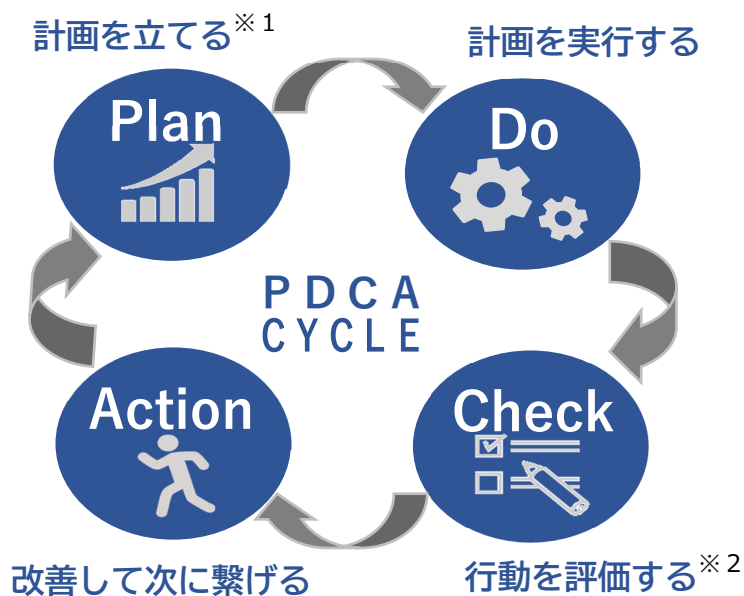 計画を立てる※1
計画を実行する
Plan
Do
PDCA
CYCLE
Action
Check
改善して次に繋げる
行動を評価する※2